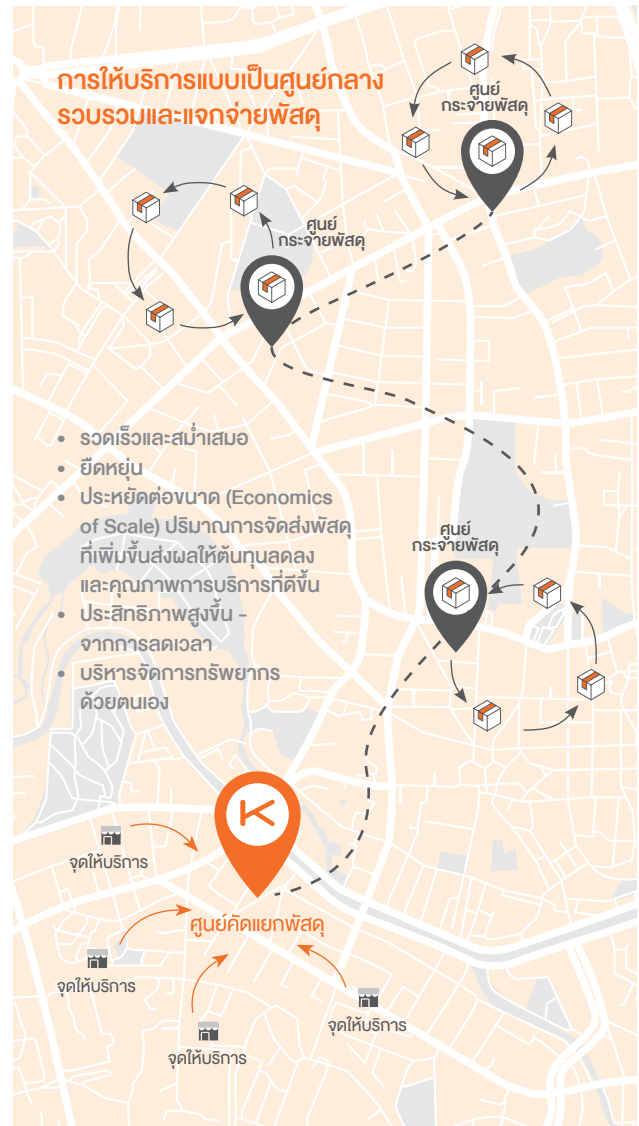 การให้บริการแบบเป็นศูนย์กลาง
รวบรวมและแจกจ่ายพัสดุ
ศูนย์
กระจายพัสดุ
ศูนย์
กระจายพัสดุ
• รวดเร็วและสม่ำเสมอ
• ยืดหยุ่น
• ประหยัดต่อขนาด (Economics
of Scale) ปริมาณการจัดส่งพัสดุ
ที่เพิ่มขึ้นส่งผลให้ต้นทุนลดลง
และคุณภาพการบริการที่ดีขึ้น
• ประสิทธิภาพสูงขึ้น -
จากการลดเวลา
• บริหารจัดการทรัพยากร
ด้วยตนเอง
ศูนย์
กระจายพัสดุ
จุดให้บริการ
ศูนย์คัดแยกพัสดุ
จุดให้บริการ
จุดให้บริการ
จุดให้บริการ